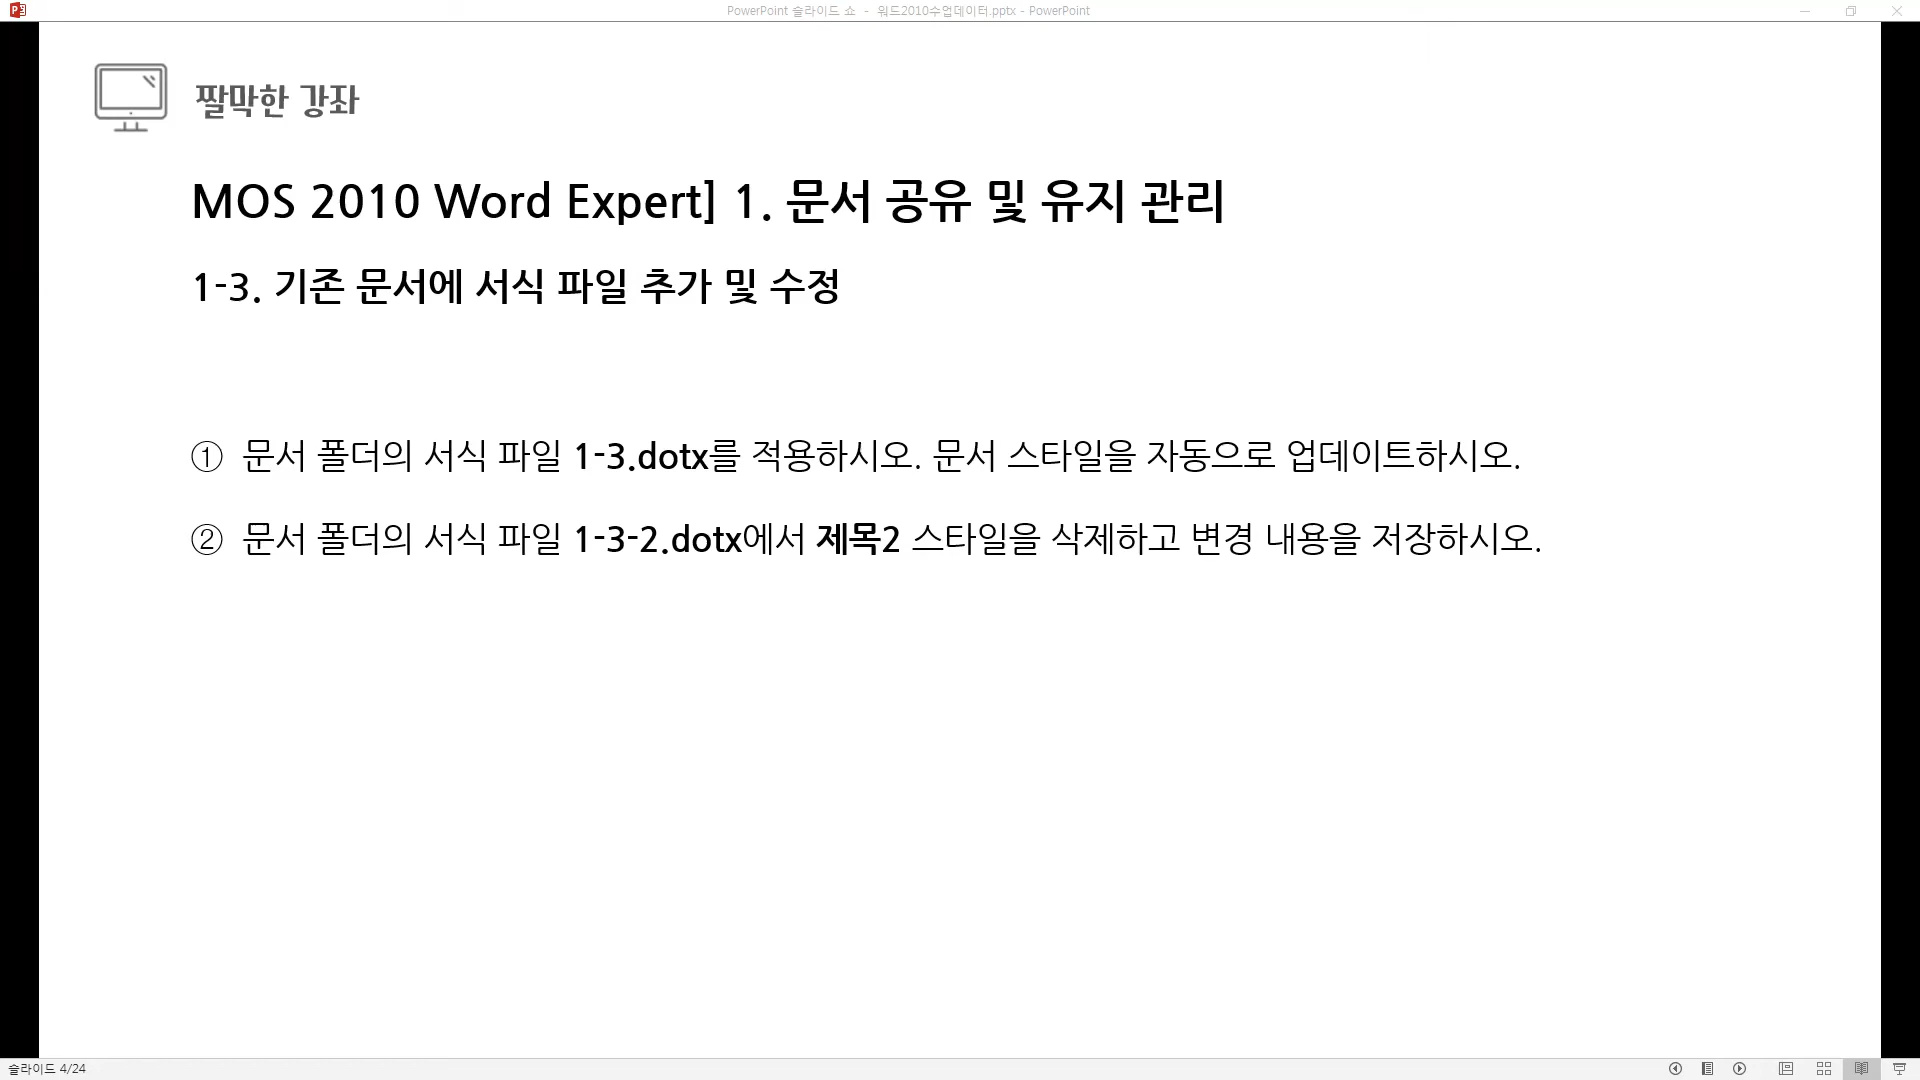 PowerPoint 슬라이드 쇼 - 워드2010수업데이터.pptx - PowerPoint
짤막한 강좌
MOS 2010 Word Expert] 1. 문서 공유 및 유지 관리
1-3. 기존 문서에 서식 파일 추가 및 수정
① 문서 폴더의 서식 파일 1-3.dotx를 적용하시오. 문서 스타일을 자동으로 업데이트하시오.
② 문서 폴더의 서식 파일 1-3-2.dotx에서 제목2 스타일을 삭제하고 변경 내용을 저장하시오.
슬라이드 4/24